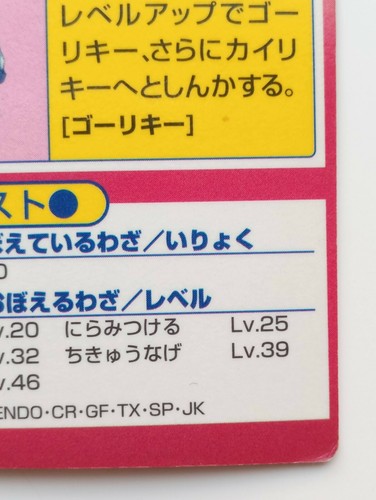 レベルアップでゴー
リキー、さらにカイリ
キーへとしんかする。
[ゴーリキー]
スト●
ぼえているわざ／いりょく
0
おぼえるわざ／レベル
v.20 にらみつける Lv.25
v.32 ちきゅうなげ Lv.39
v.46
ENDO・CR・GF・TX・SP・JK